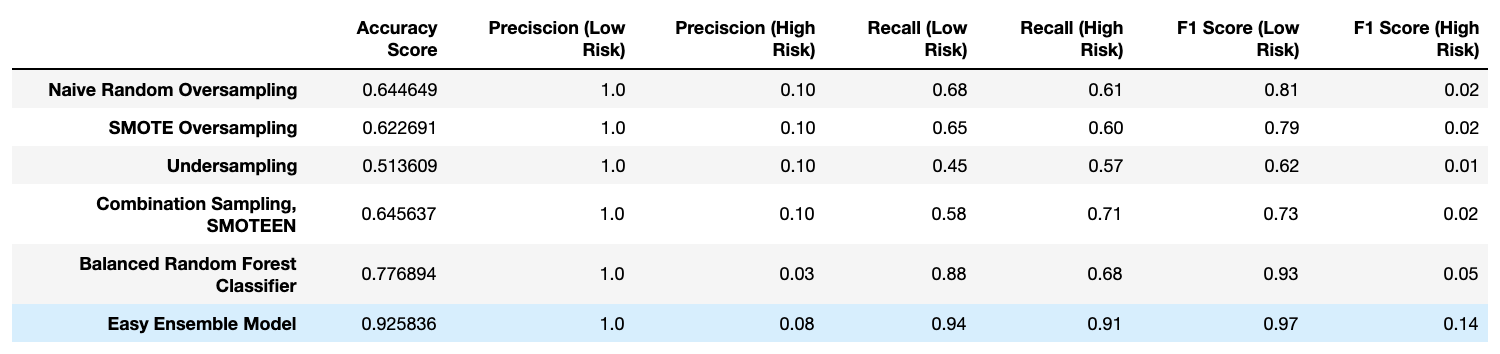 Accuracy Score Preciscion (Low Risk) Preciscion (High Risk) Recall (Low Risk) Recall (High Risk) F1 Score (Low Risk) F1 Score (High Risk)
Naive Random Oversampling 0.644649 1.0 0.10 0.68 0.61 0.81 0.02
SMOTE Oversampling 0.622691 1.0 0.10 0.65 0.60 0.79 0.02
Undersampling 0.513609 1.0 0.10 0.45 0.57 0.62 0.01
Combination Sampling, SMOTEEN 0.645637 1.0 0.10 0.58 0.71 0.73 0.02
Balanced Random Forest Classifier 0.776894 1.0 0.03 0.88 0.68 0.93 0.05
Easy Ensemble Model 0.925836 1.0 0.08 0.94 0.91 0.97 0.14